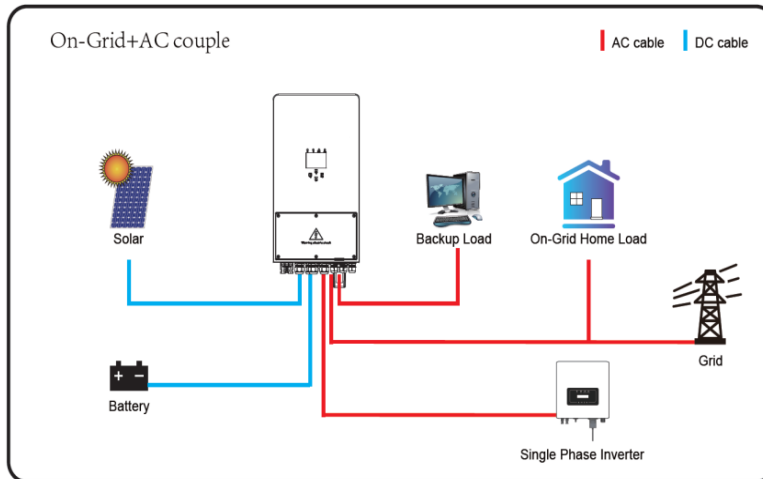 On-Grid+AC couple
AC cable
DC cable
Solar
Backup Load
On-Grid Home Load
Grid
Battery
Single Phase Inverter